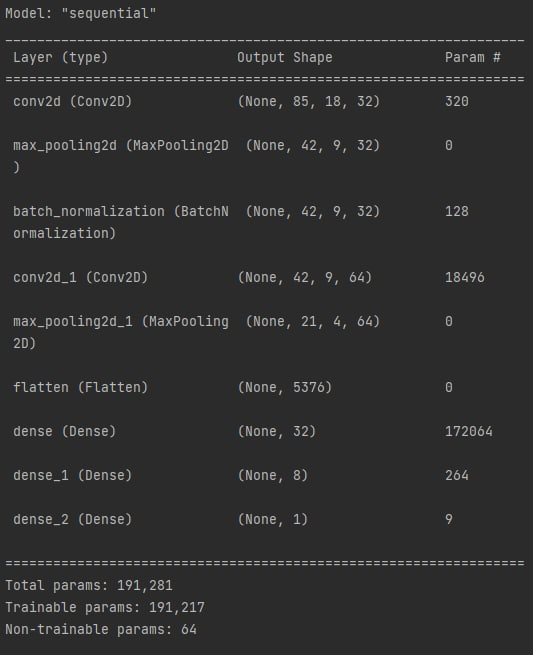 Model: "sequential"
_________________________________________________________________
Layer (type)                Output Shape              Param #
=================================================================
conv2d (Conv2D)             (None, 85, 18, 32)        320
max_pooling2d (MaxPooling2D  (None, 42, 9, 32)        0
)
batch_normalization (BatchN  (None, 42, 9, 32)        128
ormalization)
conv2d_1 (Conv2D)           (None, 42, 9, 64)         18496
max_pooling2d_1 (MaxPooling  (None, 21, 4, 64)        0
2D)
flatten (Flatten)           (None, 5376)              0
dense (Dense)               (None, 32)                172064
dense_1 (Dense)             (None, 8)                 264
dense_2 (Dense)             (None, 1)                 9
=================================================================
Total params: 191,281
Trainable params: 191,217
Non-trainable params: 64